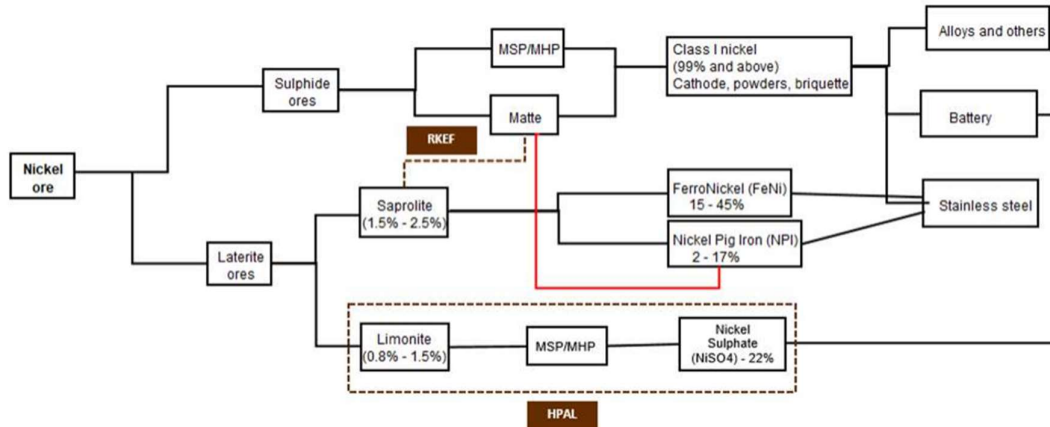 Nickel
ore
Sulphide
ores
Laterite
ores
MSP/MHP
Matte
RKEF
Saprolite
(1.5% - 2.5%)
Limonite
(0.8% - 1.5%)
MSP/MHP
HPAL
Class I nickel
(99% and above)
Cathode, powders, briquette
FerroNickel (FeNi)
15 - 45%
Nickel Pig Iron (NPI)
2 - 17%
Nickel
Sulphate
(NiSO4) - 22%
Alloys and others
Battery
Stainless steel